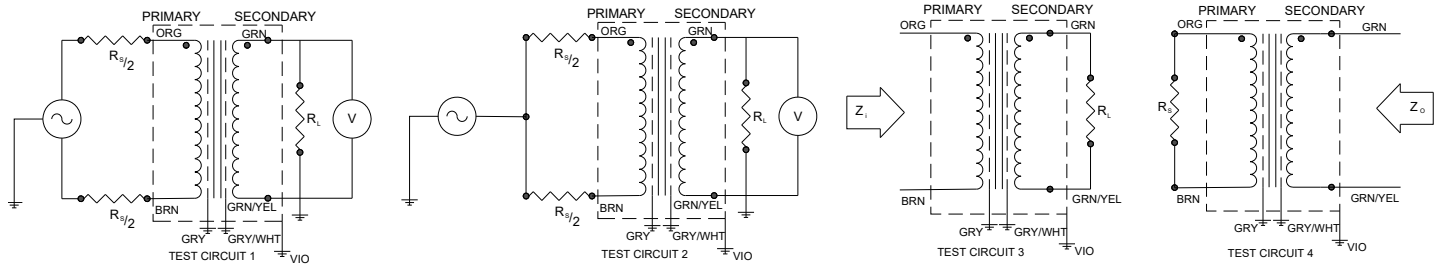 PRIMARY SECONDARY
ORG GRN
RS/2
RL
V
RS/2
BRN GRN/YEL
GRY GRY/WHT
VIO
TEST CIRCUIT 1
PRIMARY SECONDARY
ORG GRN
RS/2
RL
V
RS/2
BRN GRN/YEL
GRY GRY/WHT
VIO
TEST CIRCUIT 2
PRIMARY SECONDARY
ORG GRN
Zi
RL
BRN GRN/YEL
GRY GRY/WHT
VIO
TEST CIRCUIT 3
PRIMARY SECONDARY
ORG GRN
RS
ZO
BRN GRN/YEL
GRY GRY/WHT
VIO
TEST CIRCUIT 4